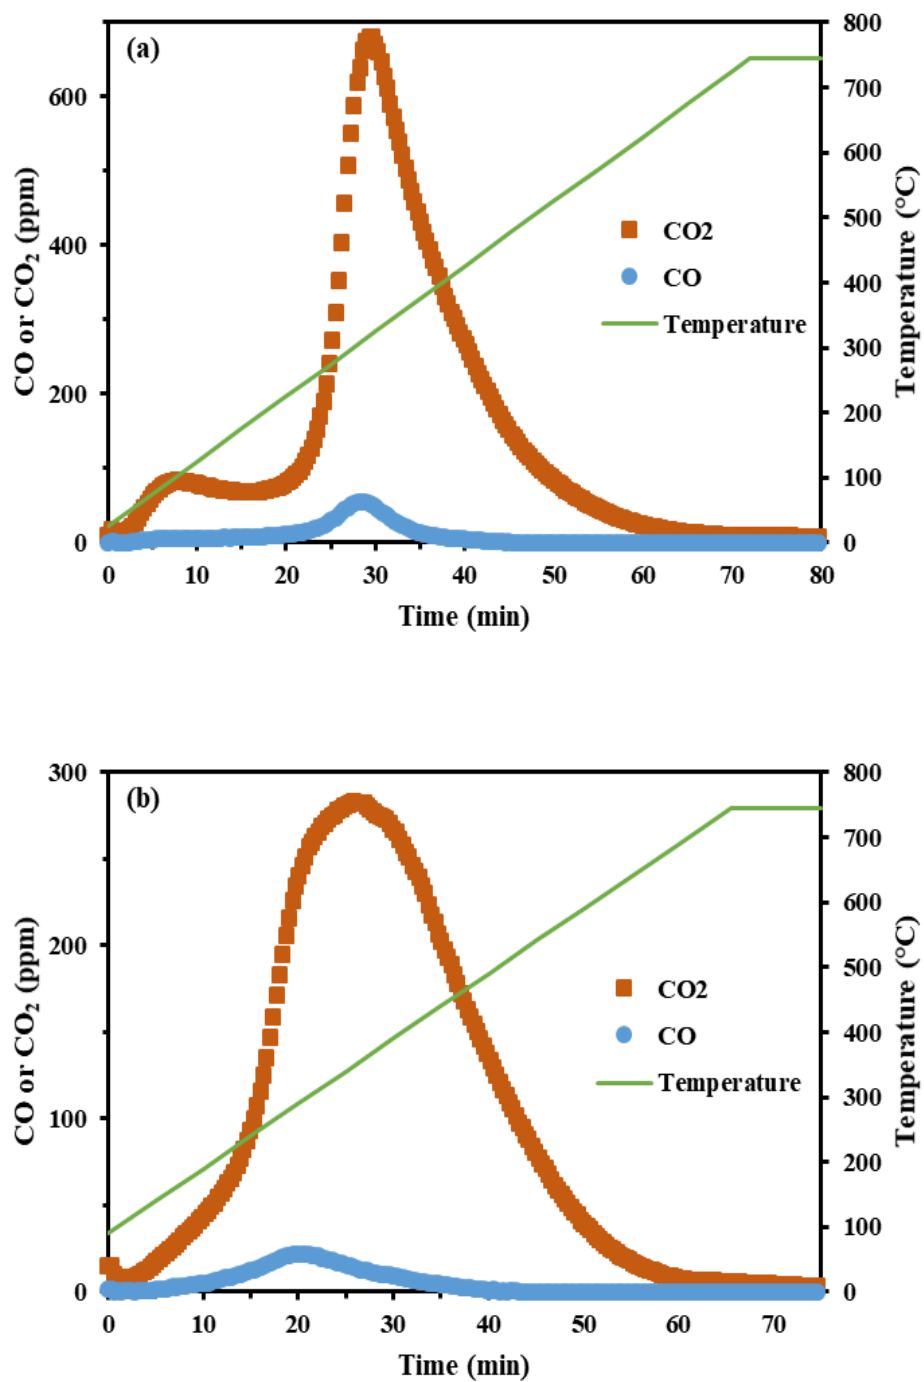 (a)
800
700
600
500
400
300
200
100
0
600
400
200
0
CO or CO₂ (ppm)
Temperature (°C)
CO2
CO
Temperature
0 10 20 30 40 50 60 70 80
Time (min)
(b)
300
200
100
0
800
700
600
500
400
300
200
100
0
CO or CO₂ (ppm)
Temperature (°C)
CO2
CO
Temperature
0 10 20 30 40 50 60 70
Time (min)